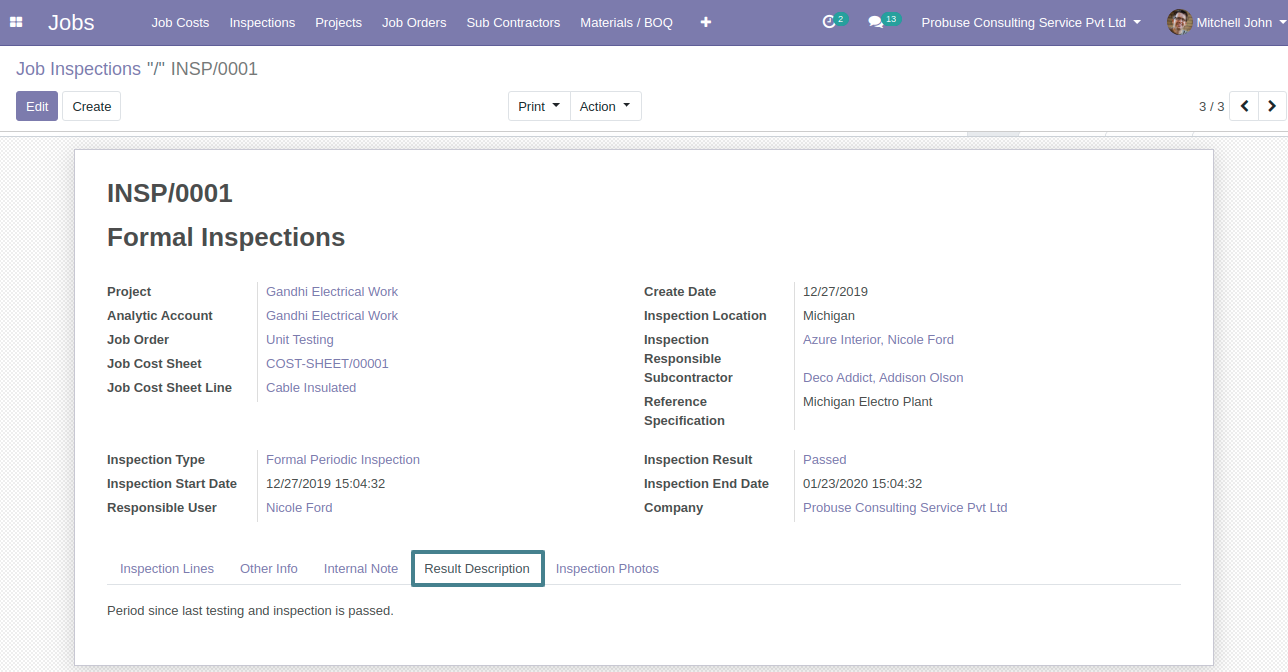 Jobs Job Costs Inspections Projects Job Orders Sub Contractors Materials / BOQ 2 13 Probuse Consulting Service Pvt Ltd Mitchell John
Job Inspections "/" INSP/0001
Edit Create Print Action 3 / 3
INSP/0001
Formal Inspections
Project Gandhi Electrical Work
Analytic Account Gandhi Electrical Work
Job Order Unit Testing
Job Cost Sheet COST-SHEET/00001
Job Cost Sheet Line Cable Insulated
Create Date 12/27/2019
Inspection Location Michigan
Inspection Azure Interior, Nicole Ford
Responsible
Subcontractor Deco Addict, Addison Olson
Reference Michigan Electro Plant
Specification
Inspection Type Formal Periodic Inspection
Inspection Start Date 12/27/2019 15:04:32
Responsible User Nicole Ford
Inspection Result Passed
Inspection End Date 01/23/2020 15:04:32
Company Probuse Consulting Service Pvt Ltd
Inspection Lines Other Info Internal Note Result Description Inspection Photos
Period since last testing and inspection is passed.